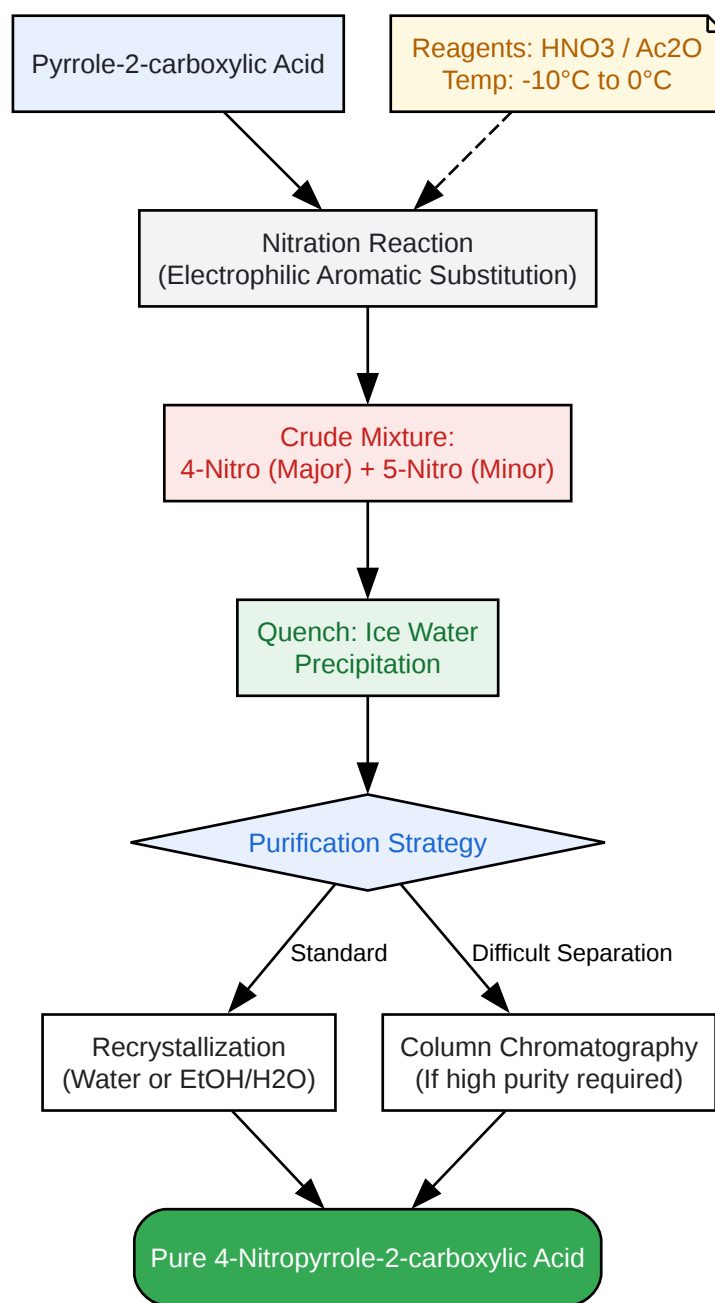 Pyrrole-2-carboxylic Acid
Reagents: HNO3 / Ac2O
Temp: -10°C to 0°C
Nitration Reaction
(Electrophilic Aromatic Substitution)
Crude Mixture:
4-Nitro (Major) + 5-Nitro (Minor)
Quench: Ice Water
Precipitation
Purification Strategy
Standard
Difficult Separation
Recrystallization
(Water or EtOH/H2O)
Column Chromatography
(If high purity required)
Pure 4-Nitropyrrole-2-carboxylic Acid